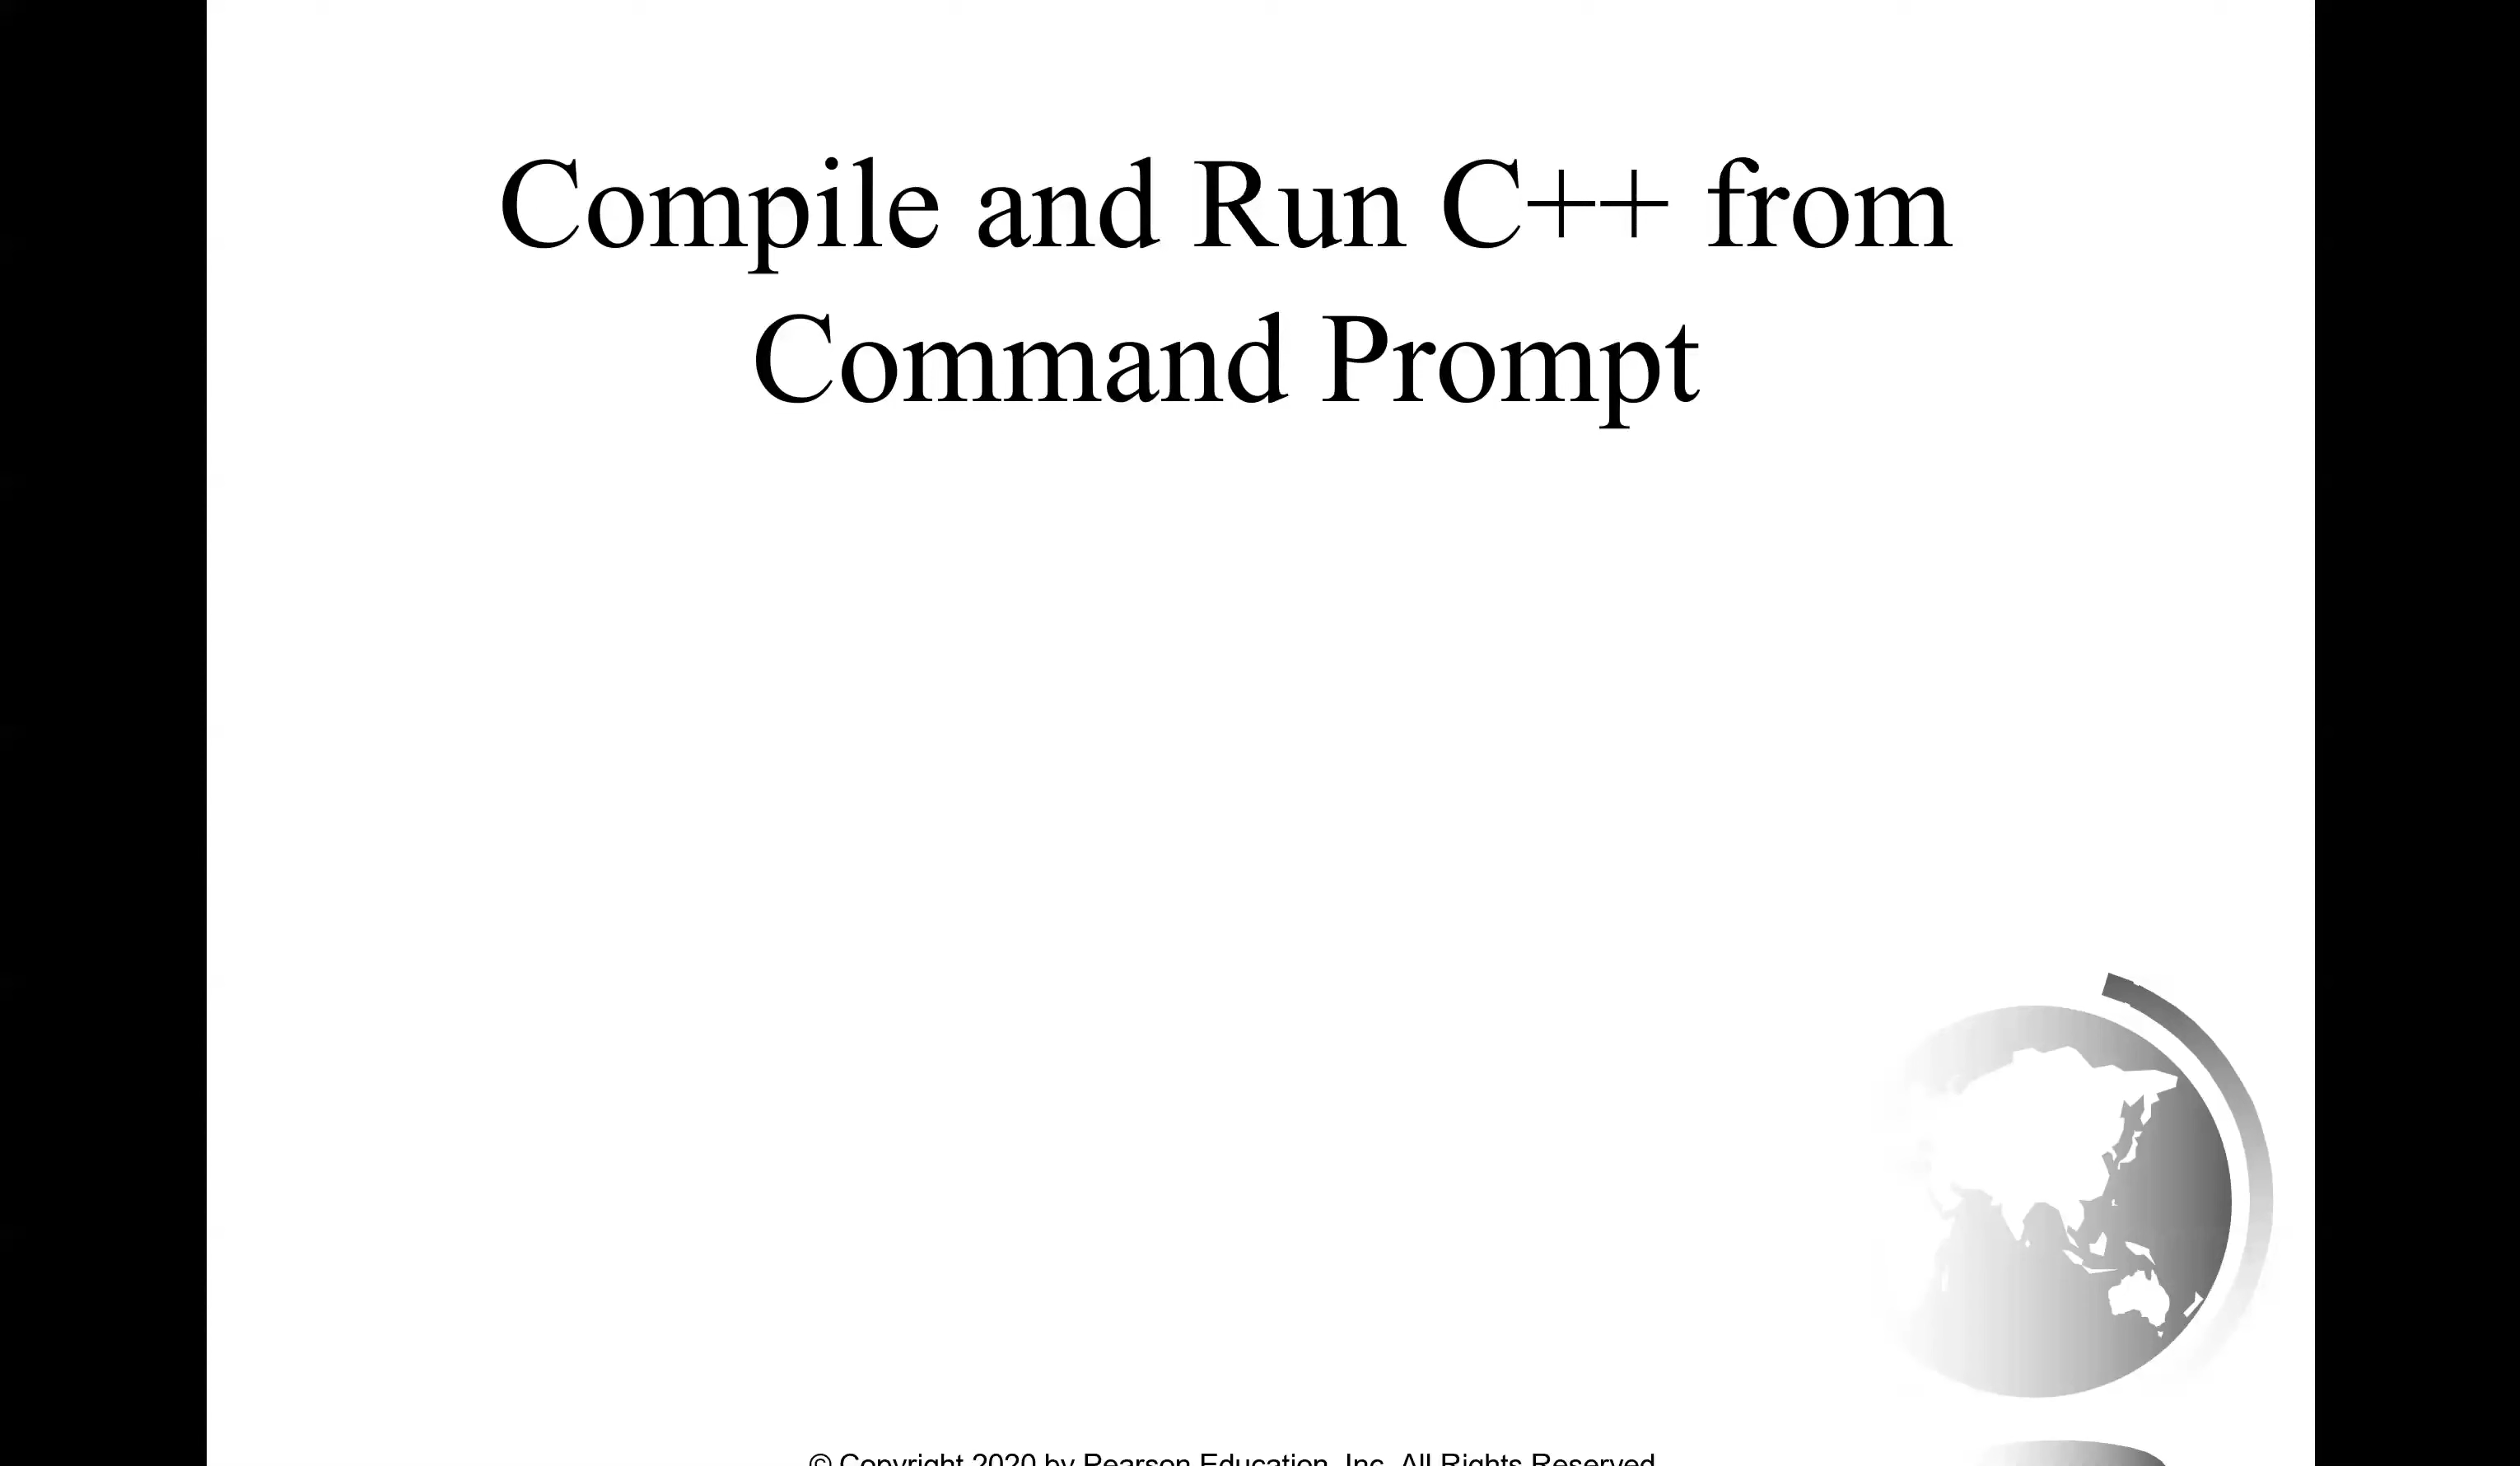 Compile and Run C++ from
Command Prompt
© Copyright 2020 by Pearson Education, Inc. All Rights Reserved